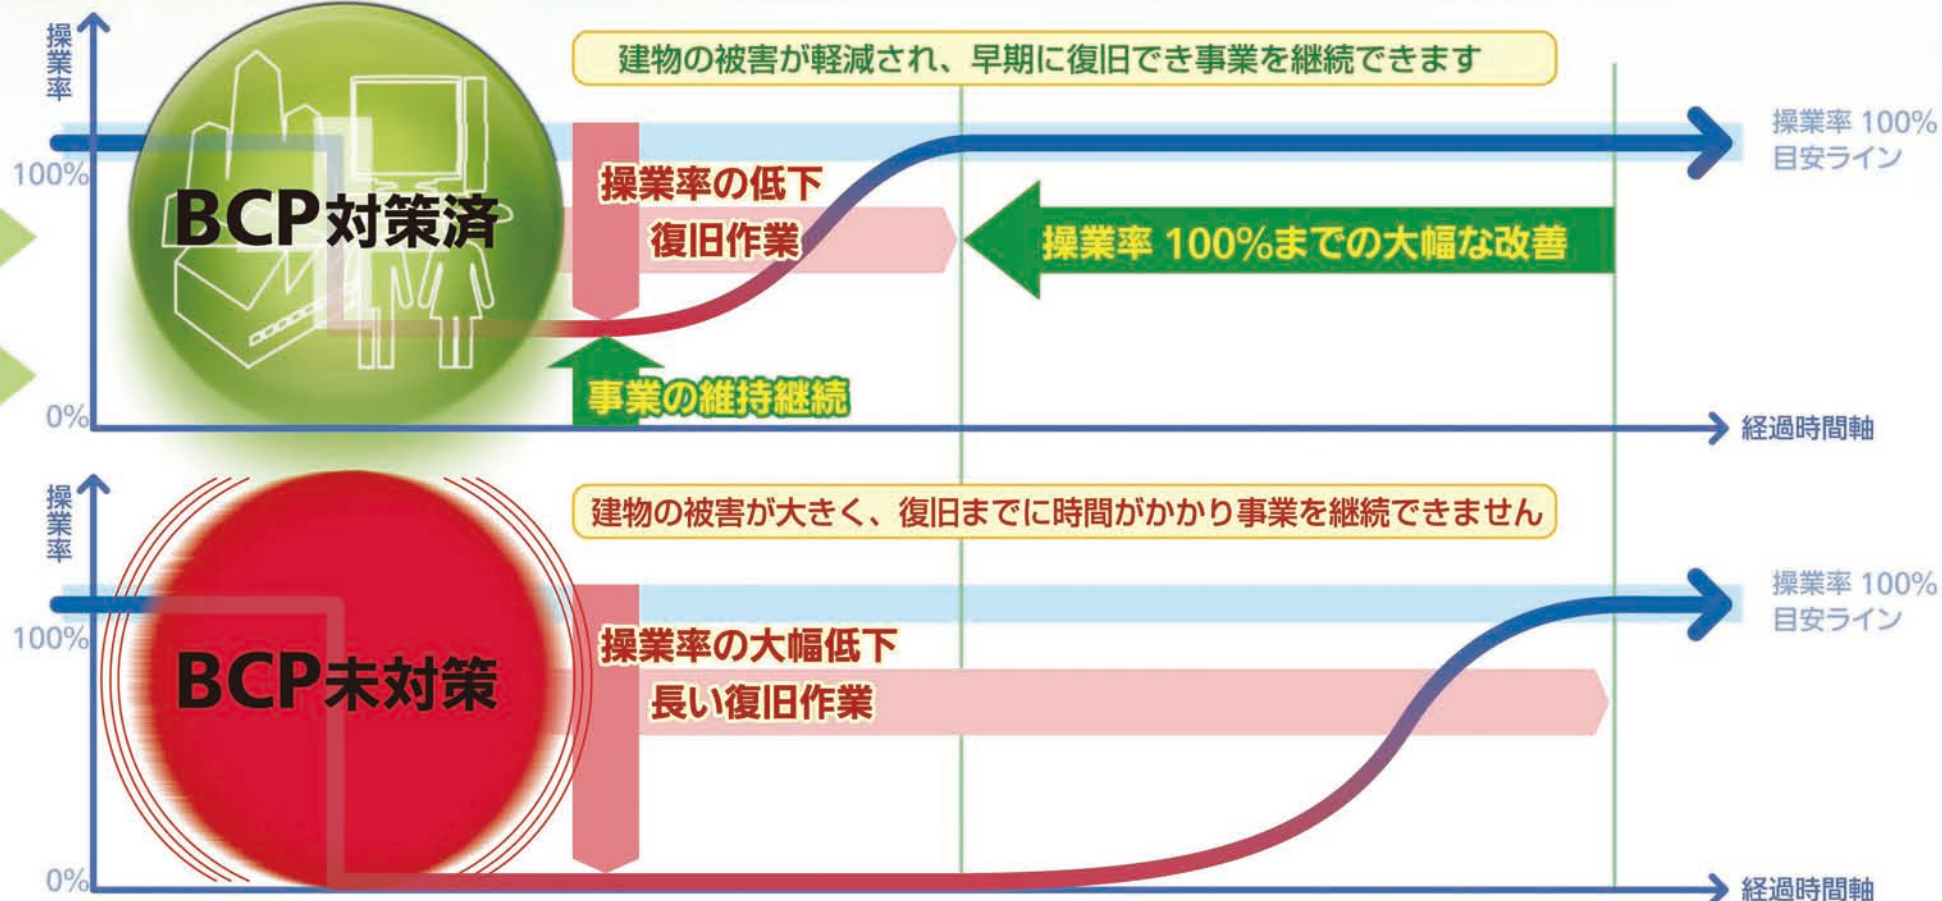 操業率
建物の被害が軽減され、早期に復旧でき事業を継続できます
操業率 100%
目安ライン
100%
操業率の低下
復旧作業
BCP対策済
操業率 100%までの大幅な改善
事業の維持継続
0%
経過時間軸
操業率
建物の被害が大きく、復旧までに時間がかかり事業を継続できません
操業率 100%
目安ライン
100%
操業率の大幅低下
長い復旧作業
BCP未対策
0%
経過時間軸